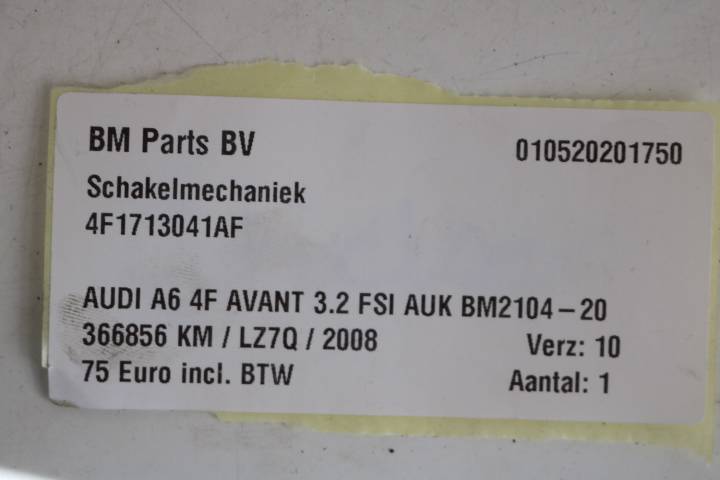 BM Parts BV 010520201750
Schakelmechaniek
4F1713041AF
AUDI A6 4F AVANT 3.2 FSI AUK BM2104-20
366856 KM / LZ7Q / 2008 Verz: 10
75 Euro incl. BTW Aantal: 1